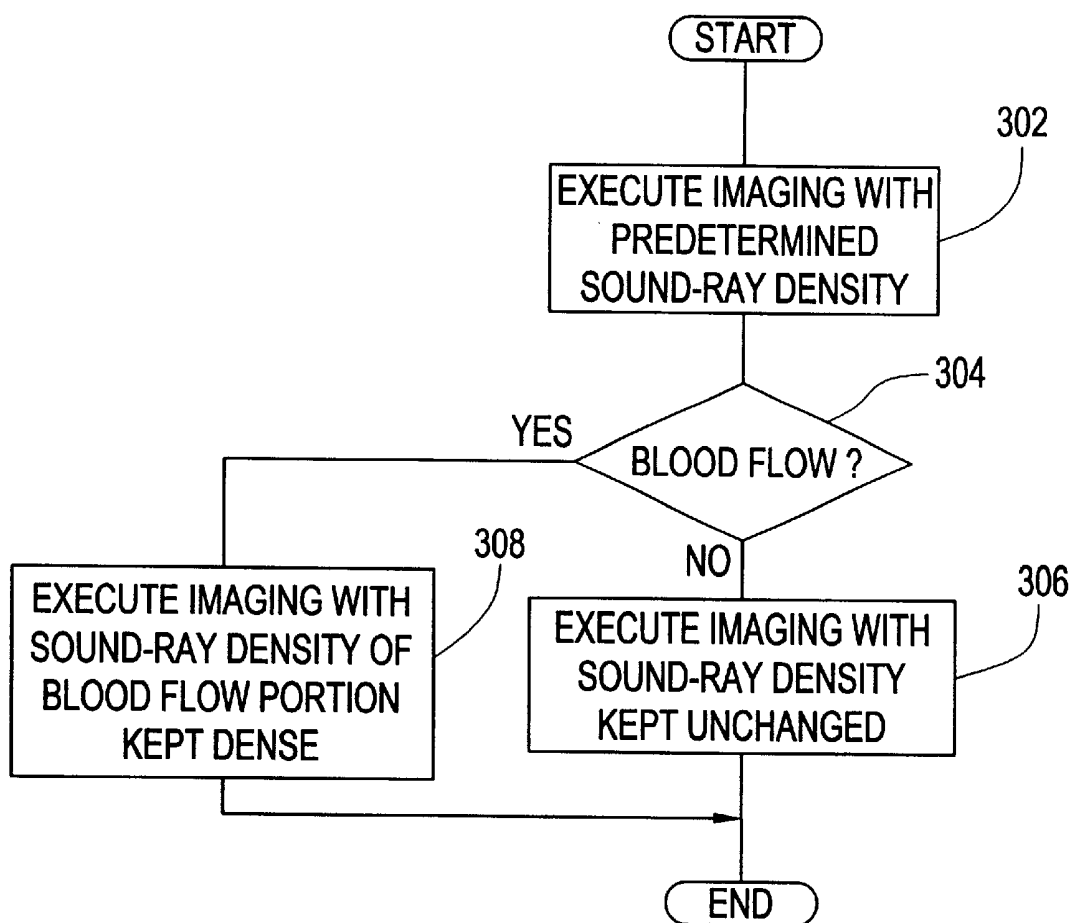 START
302
EXECUTE IMAGING WITH
PREDETERMINED
SOUND-RAY DENSITY
304
YES
BLOOD FLOW ?
NO
308
EXECUTE IMAGING WITH
SOUND-RAY DENSITY OF
BLOOD FLOW PORTION
KEPT DENSE
306
EXECUTE IMAGING WITH
SOUND-RAY DENSITY
KEPT UNCHANGED
END